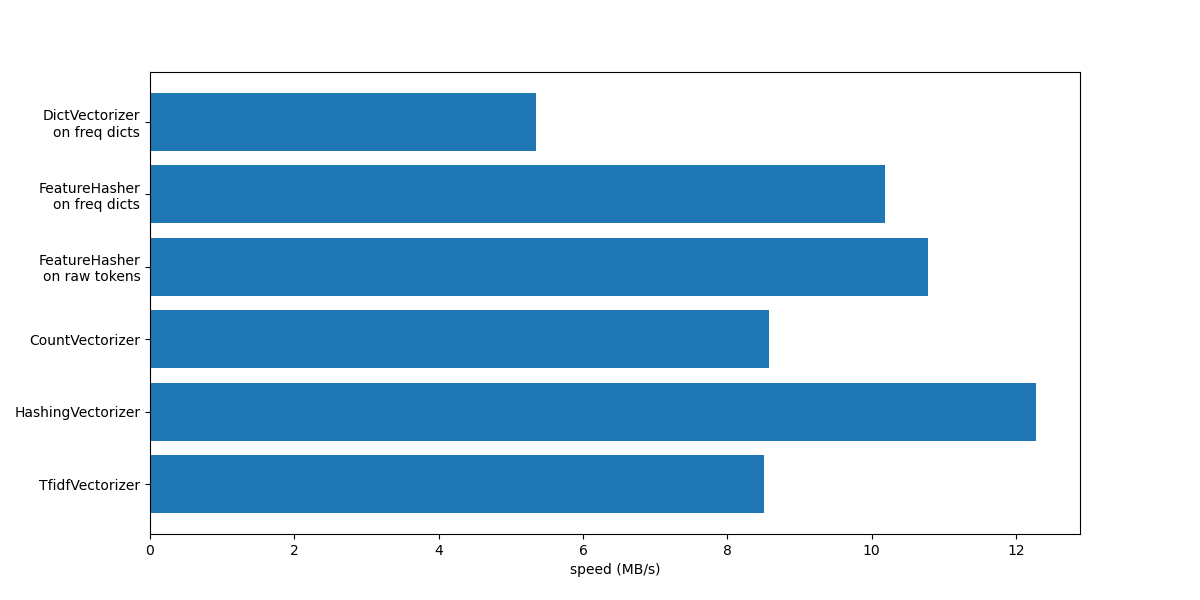 DictVectorizer
on freq dicts
FeatureHasher
on freq dicts
FeatureHasher
on raw tokens
CountVectorizer
HashingVectorizer
TfidfVectorizer
0 2 4 6 8 10 12
speed (MB/s)